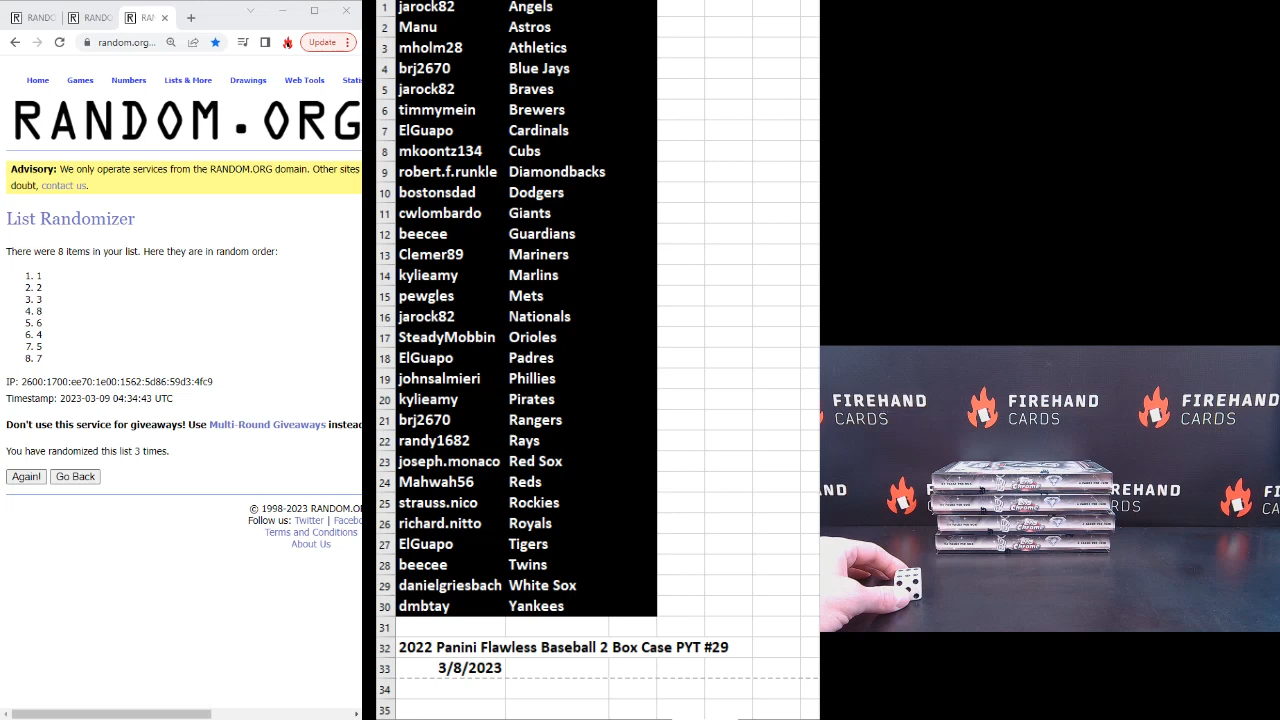 RANDO
RANDO
RAN
random.org...
Update
Home Games Numbers Lists & More Drawings Web Tools Statis
RANDOM.ORG
Advisory: We only operate services from the RANDOM.ORG domain. Other sites
doubt, contact us.
List Randomizer
There were 8 items in your list. Here they are in random order:
1. 1
2. 2
3. 3
4. 8
5. 6
6. 4
7. 5
8. 7
IP: 2600:1700:ee70:1e00:1562:5d86:59d3:4fc9
Timestamp: 2023-03-09 04:34:43 UTC
Don't use this service for giveaways! Use Multi-Round Giveaways instead
You have randomized this list 3 times.
Again! Go Back
© 1998-2023 RANDOM.OR
Follow us: Twitter | Facebo
Terms and Conditions
About Us
1 jarock82 Angels
2 Manu Astros
3 mholm28 Athletics
4 brj2670 Blue Jays
5 jarock82 Braves
6 timmymein Brewers
7 ElGuapo Cardinals
8 mkoontz134 Cubs
9 robert.f.runkle Diamondbacks
10 bostonsdad Dodgers
11 cwlombardo Giants
12 beecee Guardians
13 Clemer89 Mariners
14 kylieamy Marlins
15 pewgles Mets
16 jarock82 Nationals
17 SteadyMobbin Orioles
18 ElGuapo Padres
19 johnsalmieri Phillies
20 kylieamy Pirates
21 brj2670 Rangers
22 randy1682 Rays
23 joseph.monaco Red Sox
24 Mahwah56 Reds
25 strauss.nico Rockies
26 richard.nitto Royals
27 ElGuapo Tigers
28 beecee Twins
29 danielgriesbach White Sox
30 dmbtay Yankees
31
32 2022 Panini Flawless Baseball 2 Box Case PYT #29
33 3/8/2023
34
35
FIREHAND
CARDS
FIREHAND
CARDS
FIREHAND
CARDS
HAND
S
FIR
CAR